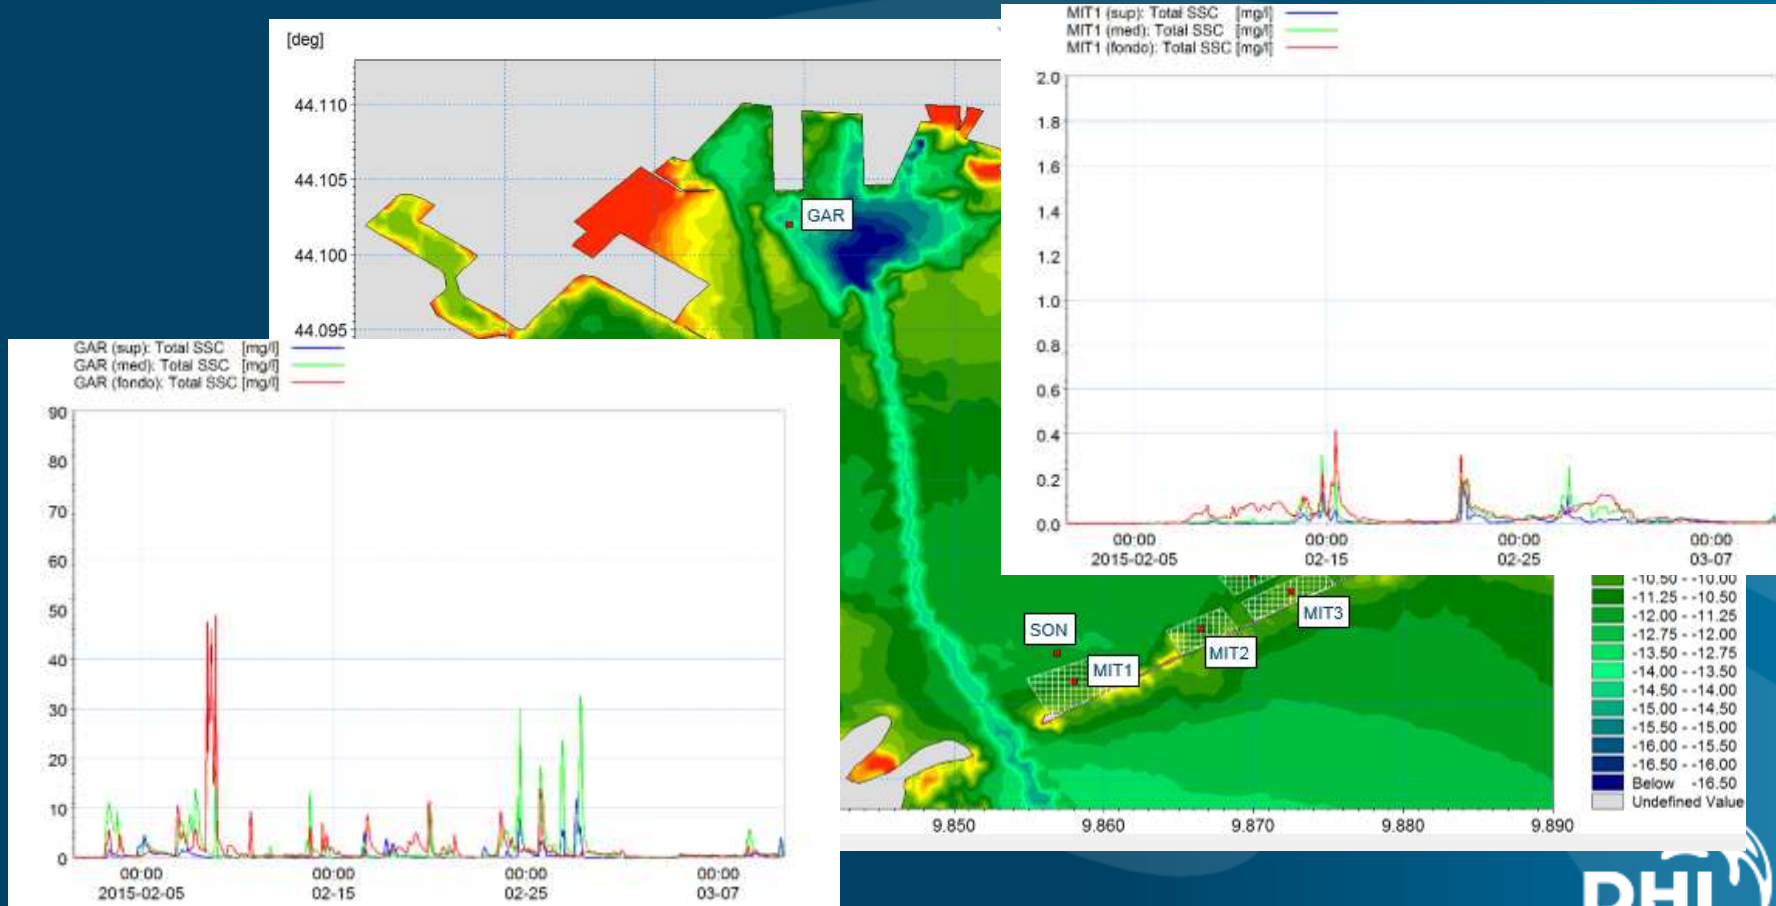 [deg]
44.110
44.105
44.100
44.095
GAR
SON
MIT1
MIT2
MIT3
9.850 9.860 9.870 9.880 9.890
MIT1 (sup): Total SSC [mg/l]
MIT1 (med): Total SSC [mg/l]
MIT1 (fondo): Total SSC [mg/l]
2.0
1.8
1.6
1.4
1.2
1.0
0.8
0.6
0.4
0.2
0.0
00:00 00:00 00:00 00:00
2015-02-05 02-15 02-25 03-07
GAR (sup): Total SSC [mg/l]
GAR (med): Total SSC [mg/l]
GAR (fondo): Total SSC [mg/l]
90
80
70
60
50
40
30
20
10
0
00:00 00:00 00:00 00:00
2015-02-05 02-15 02-25 03-07
-10.50 - -10.00
-11.25 - -10.50
-12.00 - -11.25
-12.75 - -12.00
-13.50 - -12.75
-14.00 - -13.50
-14.50 - -14.00
-15.00 - -14.50
-15.50 - -15.00
-16.00 - -15.50
-16.50 - -16.00
Below -16.50
Undefined Value
DHI